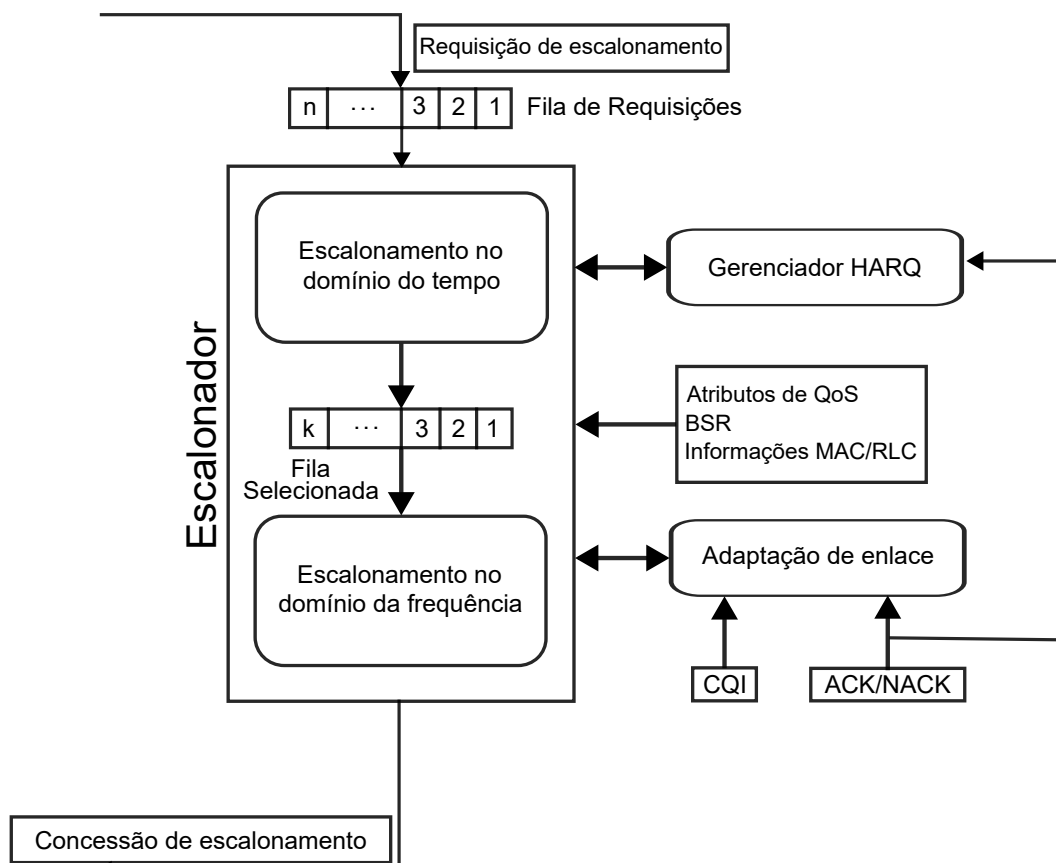 Requisição de escalonamento
n ... 3 2 1 Fila de Requisições
Escalonador
Escalonamento no
domínio do tempo
Gerenciador HARQ
k ... 3 2 1
Fila
Selecionada
Atributos de QoS
BSR
Informações MAC/RLC
Escalonamento no
domínio da frequência
Adaptação de enlace
CQI
ACK/NACK
Concessão de escalonamento